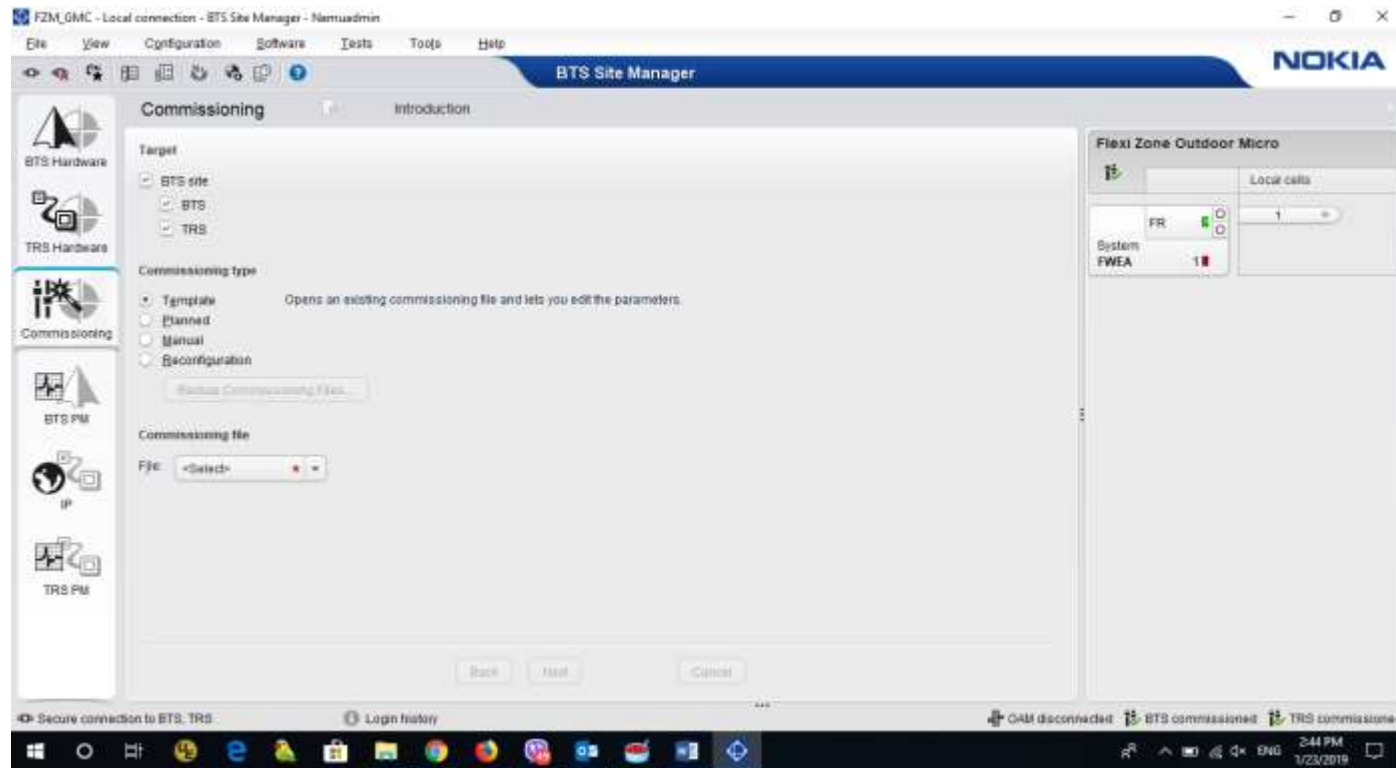 FZM_GMC - Local connection - BTS Site Manager - Nemuadmin
File View Configuration Software Tests Tools Help
BTS Site Manager
NOKIA
Commissioning Introduction
BTS Hardware
TRS Hardware
Commissioning
BTS PM
IP
TRS PM
Target
BTS site
BTS
TRS
Commissioning type
Template Opens an existing commissioning file and lets you edit the parameters.
Planned
Manual
Reconfiguration
Backup Commissioning Files...
Commissioning file
File: <Select>
Back Next Cancel
Flexi Zone Outdoor Micro
Local cells
FR 1
System
FWEA 1
Secure connection to BTS, TRS Login history OAM disconnected BTS commissioned TRS commissione
ENG 2:44 PM
1/23/2019